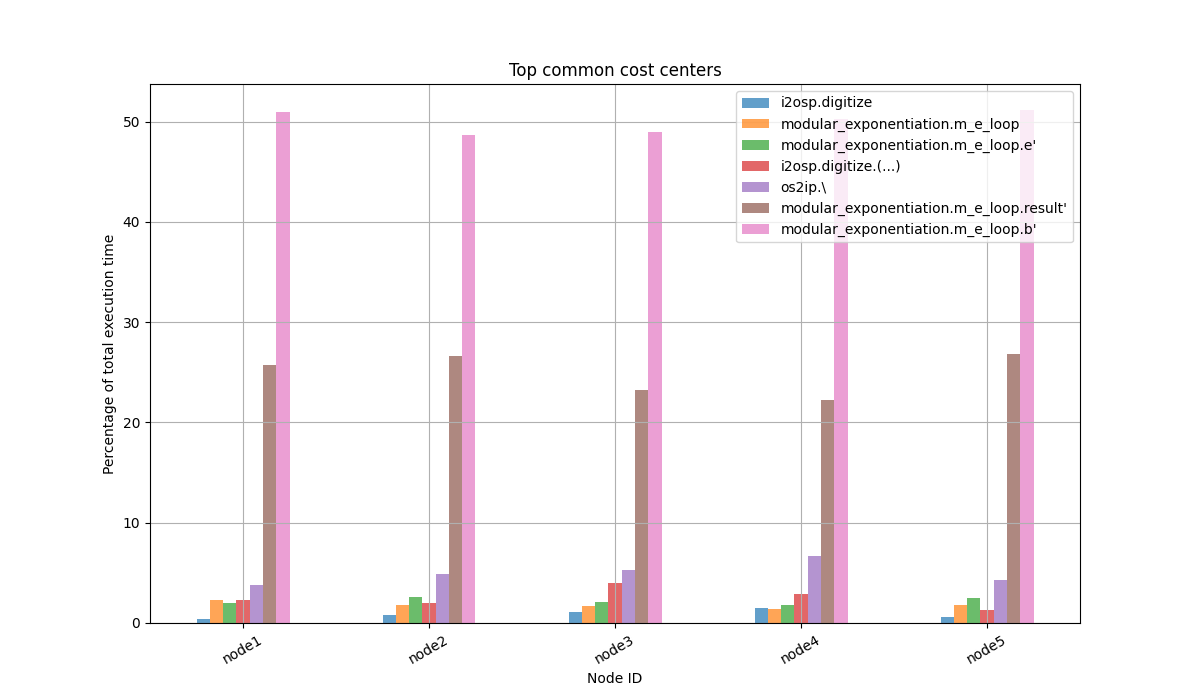 Top common cost centers
i2osp.digitize
modular_exponentiation.m_e_loop
modular_exponentiation.m_e_loop.e'
i2osp.digitize.(...)
os2ip.\
modular_exponentiation.m_e_loop.result'
modular_exponentiation.m_e_loop.b'
Percentage of total execution time
50
40
30
20
10
0
node1 node2 node3 node4 node5
Node ID